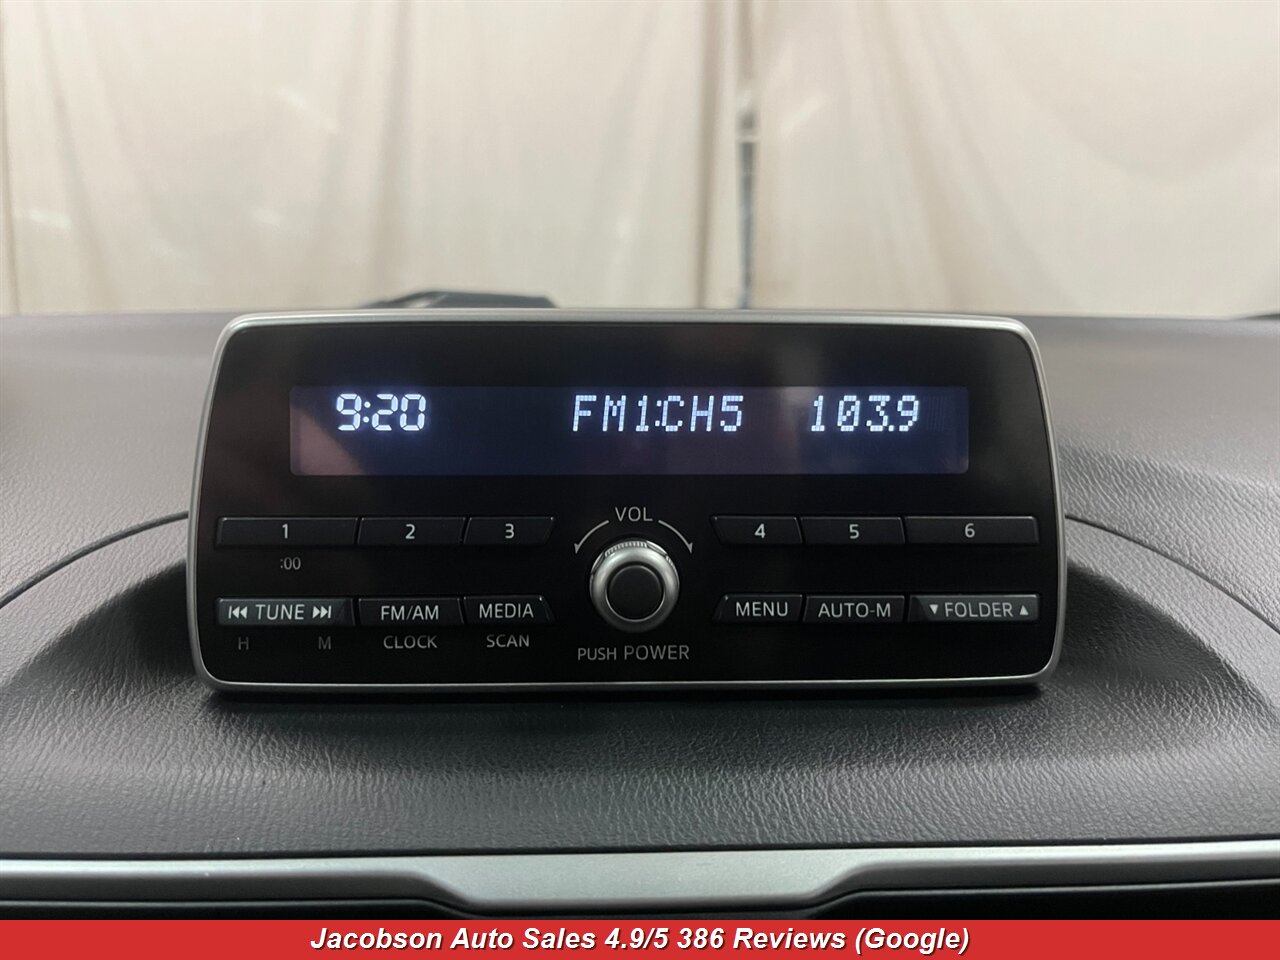 9:20 FM1:CH5 103.9
VOL
1 2 3 4 5 6
:00
⏮ TUNE ⏭ FM/AM MEDIA MENU AUTO-M ▼ FOLDER ▲
H M CLOCK SCAN
PUSH POWER
Jacobson Auto Sales 4.9/5 386 Reviews (Google)